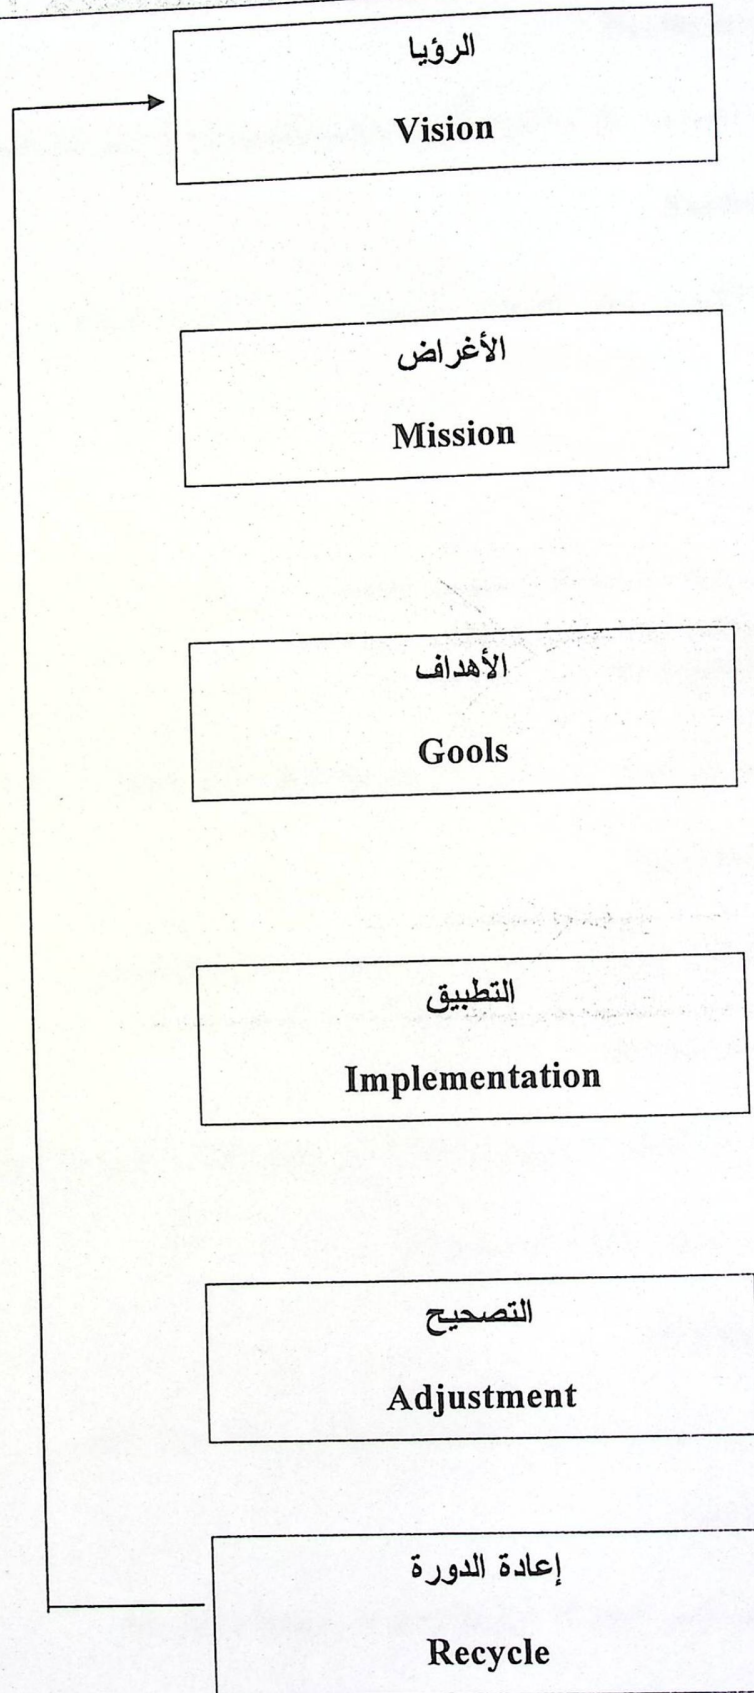 الرؤيا
Vision
الأغراض
Mission
الأهداف
Gools
التطبيق
Implementation
التصحيح
Adjustment
إعادة الدورة
Recycle